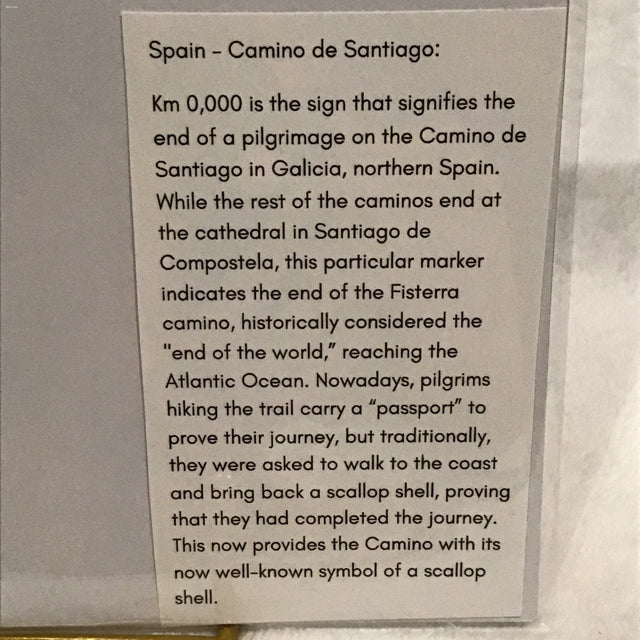 Spain – Camino de Santiago:
Km 0,000 is the sign that signifies the
end of a pilgrimage on the Camino de
Santiago in Galicia, northern Spain.
While the rest of the caminos end at
the cathedral in Santiago de
Compostela, this particular marker
indicates the end of the Fisterra
camino, historically considered the
"end of the world,” reaching the
Atlantic Ocean. Nowadays, pilgrims
hiking the trail carry a “passport” to
prove their journey, but traditionally,
they were asked to walk to the coast
and bring back a scallop shell, proving
that they had completed the journey.
This now provides the Camino with its
now well-known symbol of a scallop
shell.